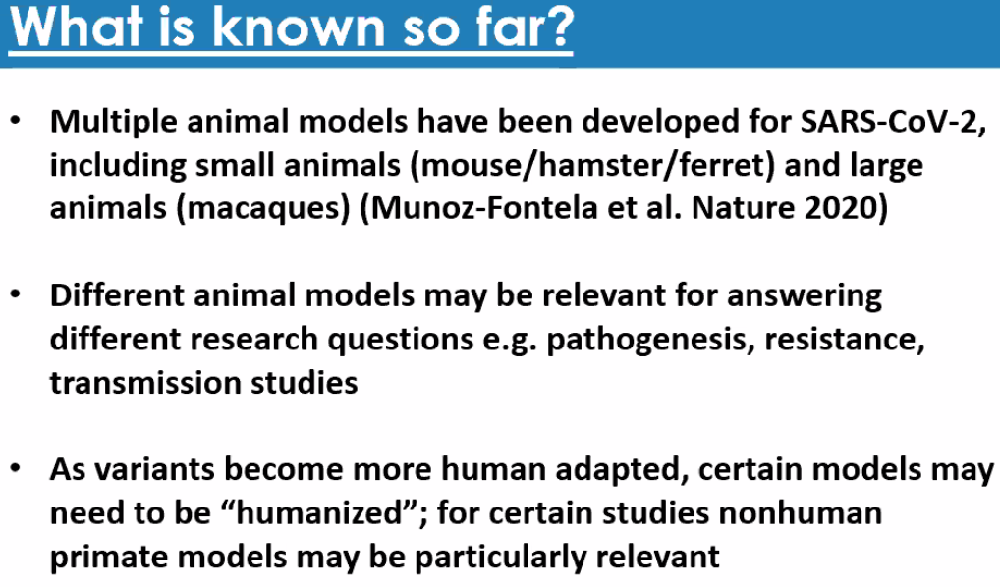 What is known so far?
• Multiple animal models have been developed for SARS-CoV-2,
including small animals (mouse/hamster/ferret) and large
animals (macaques) (Munoz-Fontela et al. Nature 2020)
• Different animal models may be relevant for answering
different research questions e.g. pathogenesis, resistance,
transmission studies
• As variants become more human adapted, certain models may
need to be “humanized”; for certain studies nonhuman
primate models may be particularly relevant